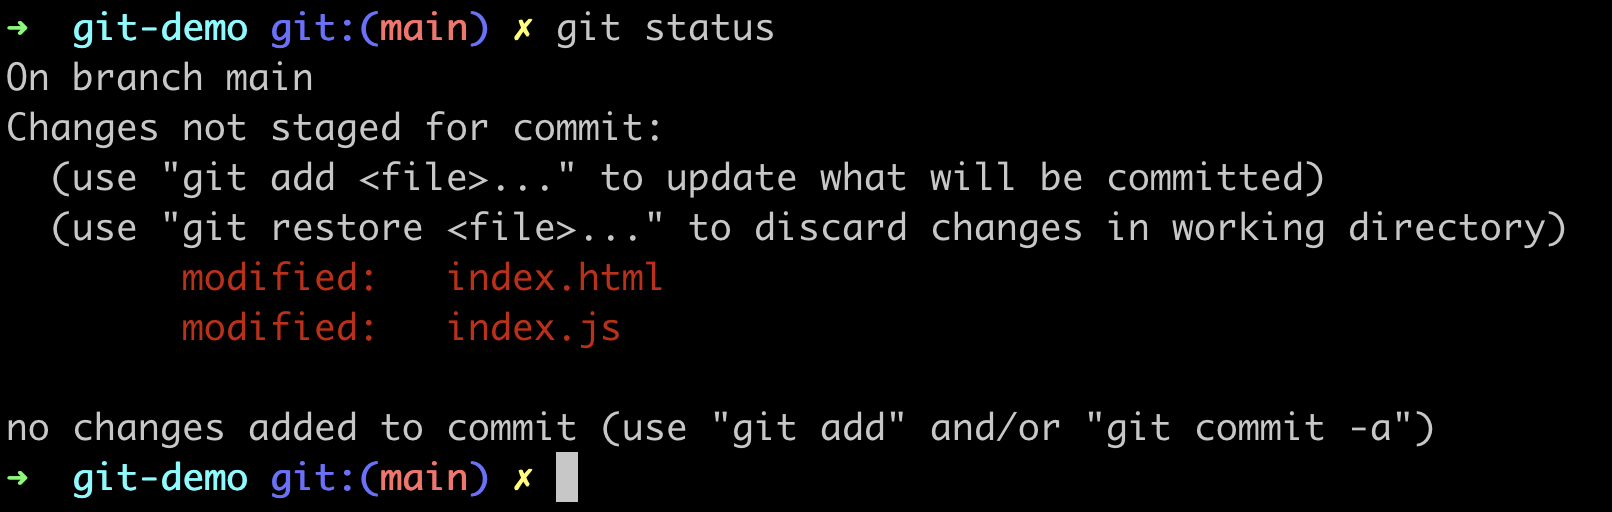 ➜  git-demo git:(main) ✗ git status
On branch main
Changes not staged for commit:
  (use "git add <file>..." to update what will be committed)
  (use "git restore <file>..." to discard changes in working directory)
        modified:   index.html
        modified:   index.js

no changes added to commit (use "git add" and/or "git commit -a")
➜  git-demo git:(main) ✗